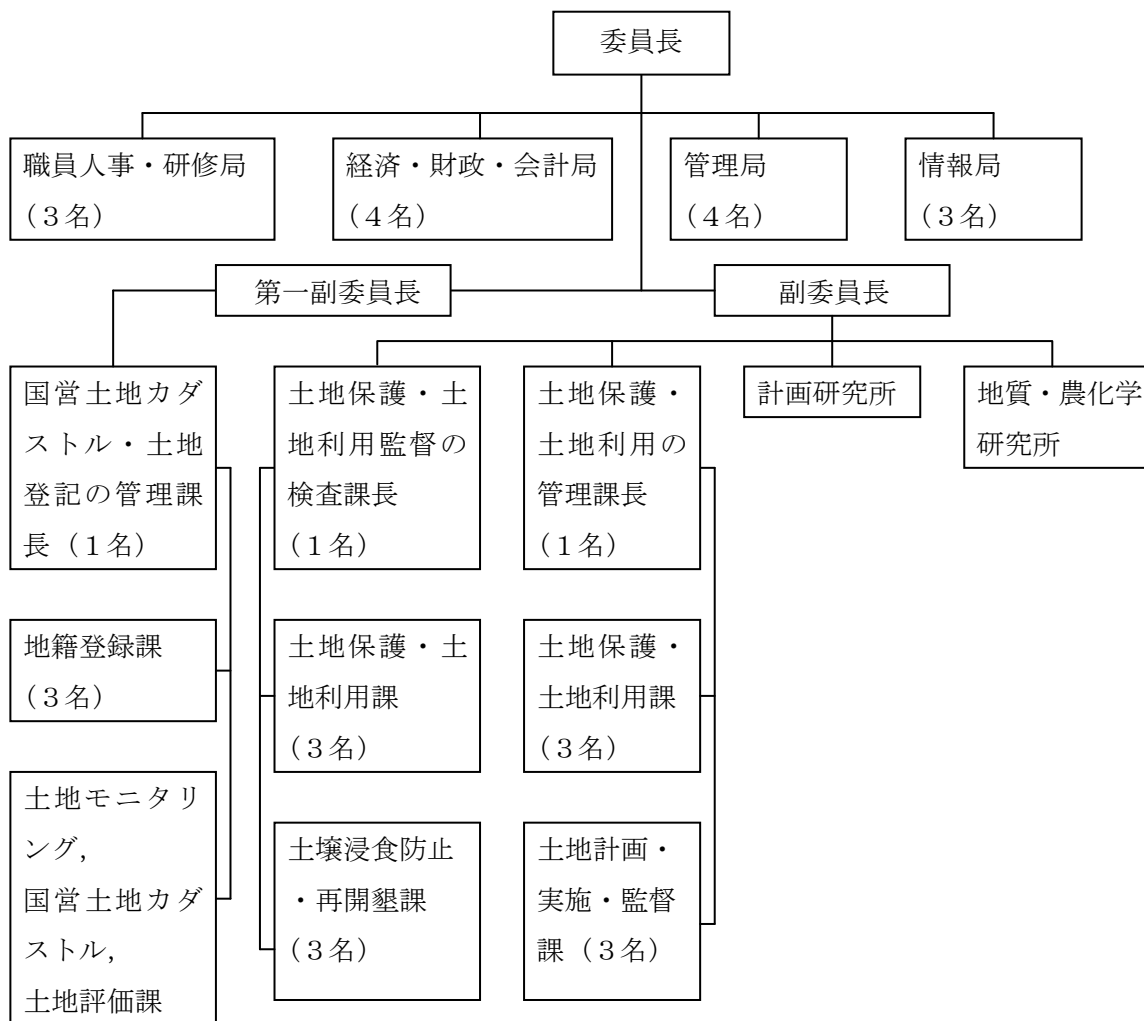 委員長
職員人事・研修局
（３名）
経済・財政・会計局
（４名）
管理局
（４名）
情報局
（３名）
第一副委員長
副委員長
国営土地カダ
ストル・土地
登記の管理課
長（１名）
土地保護・土
地利用監督の
検査課長
（１名）
土地保護・
土地利用の
管理課長
（１名）
計画研究所
地質・農化学
研究所
地籍登録課
（３名）
土地保護・土
地利用課
（３名）
土地保護・
土地利用課
（３名）
土地モニタリ
ング，
国営土地カダ
ストル，
土地評価課
土壌浸食防止
・再開墾課
（３名）
土地計画・
実施・監督
課（３名）